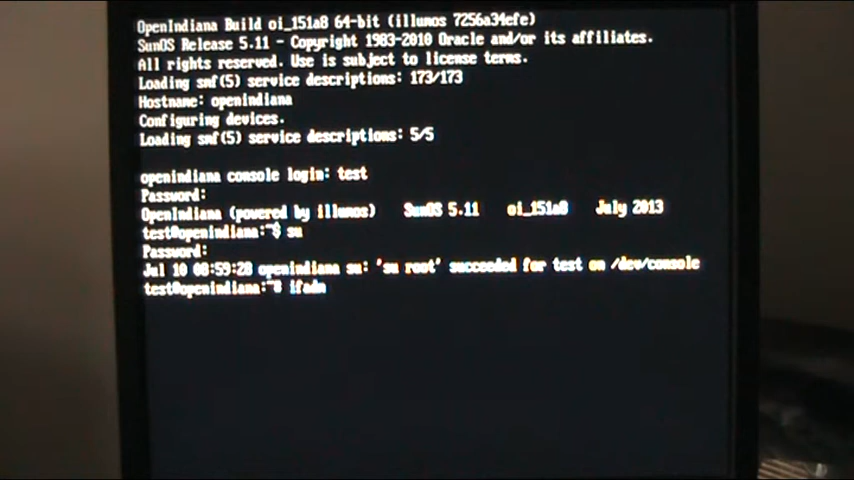 OpenIndiana Build oi_151a8 64-bit (illumos 7256a34efe)
SunOS Release 5.11 - Copyright 1983-2010 Oracle and/or its affiliates.
All rights reserved. Use is subject to license terms.
Loading smf(5) service descriptions: 173/173
Hostname: openindiana
Configuring devices.
Loading smf(5) service descriptions: 5/5
openindiana console login: test
Password:
OpenIndiana (powered by illumos) SunOS 5.11 oi_151a8 July 2013
test@openindiana:~$ su
Password:
Jul 10 08:59:28 openindiana su: 'su root' succeeded for test on /dev/console
test@openindiana:~# ifadm